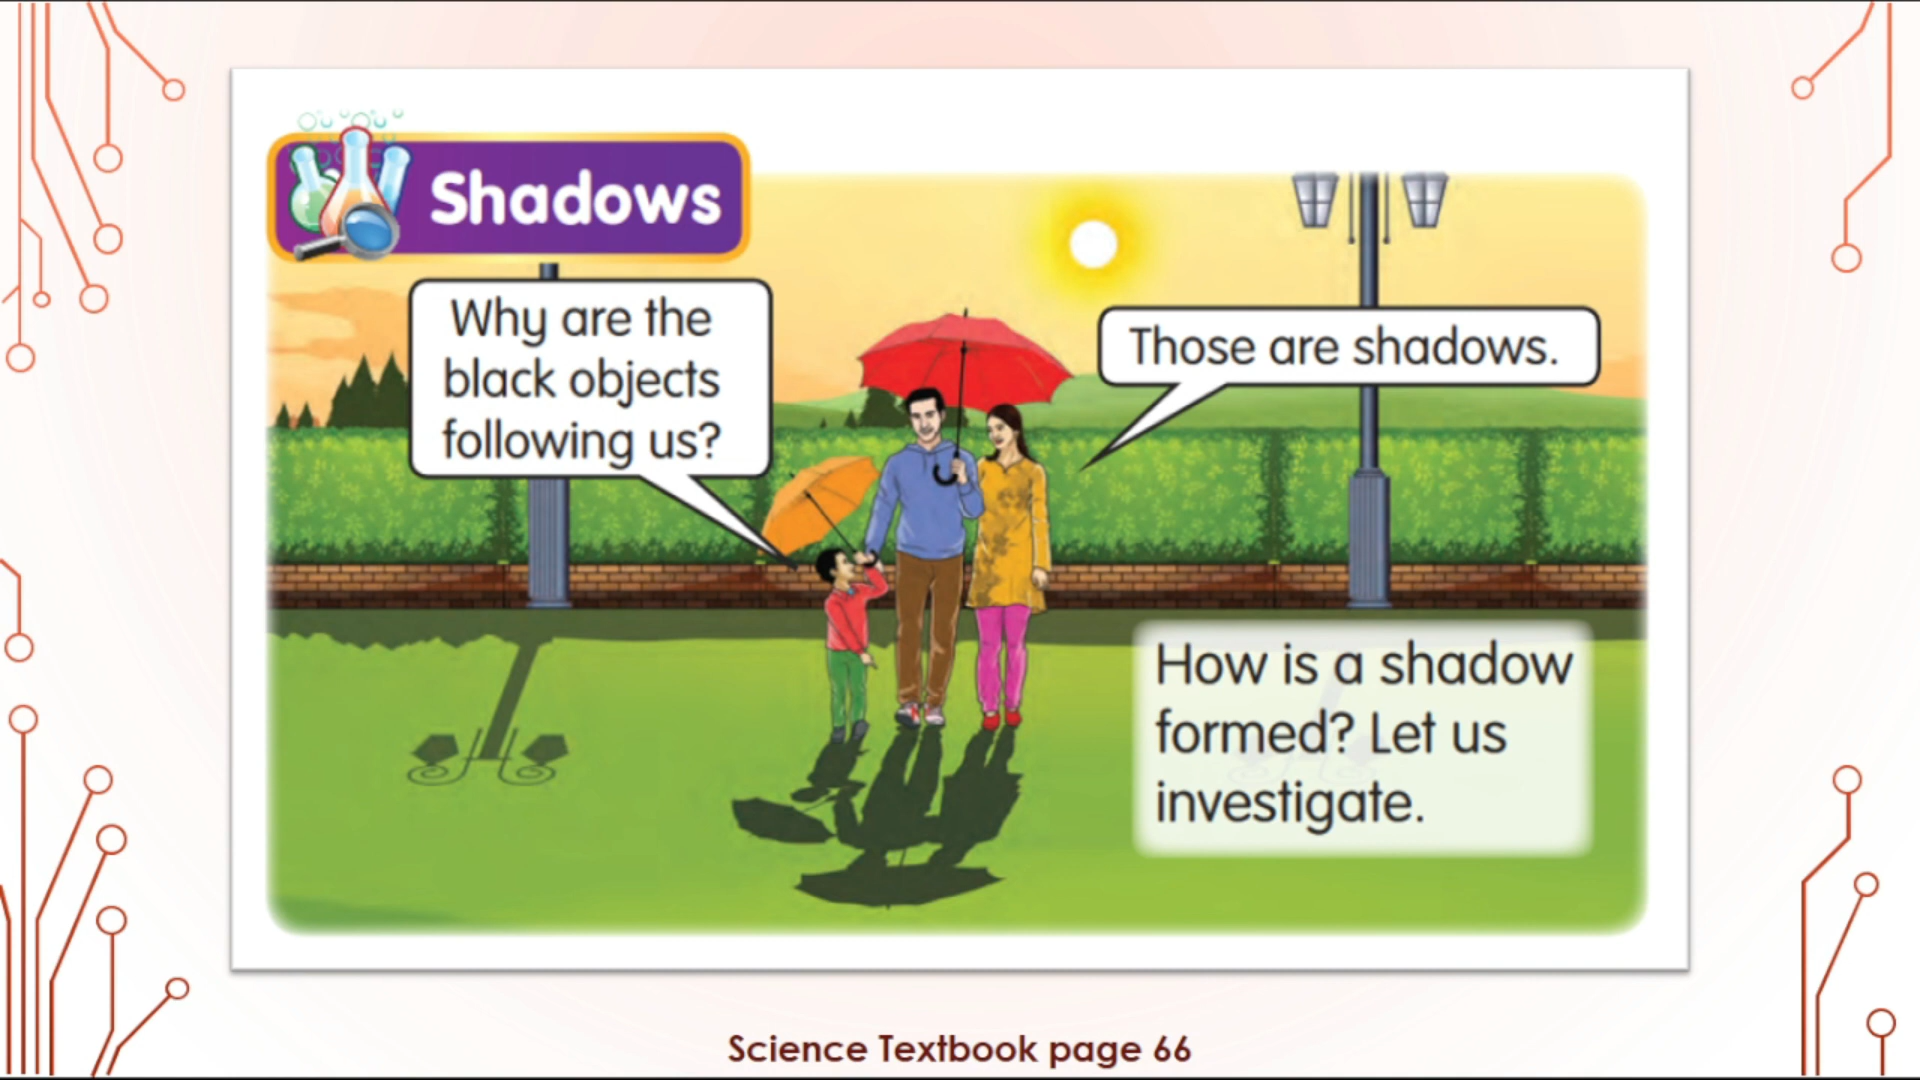 Shadows
Why are the
black objects
following us?
Those are shadows.
How is a shadow
formed? Let us
investigate.
Science Textbook page 66